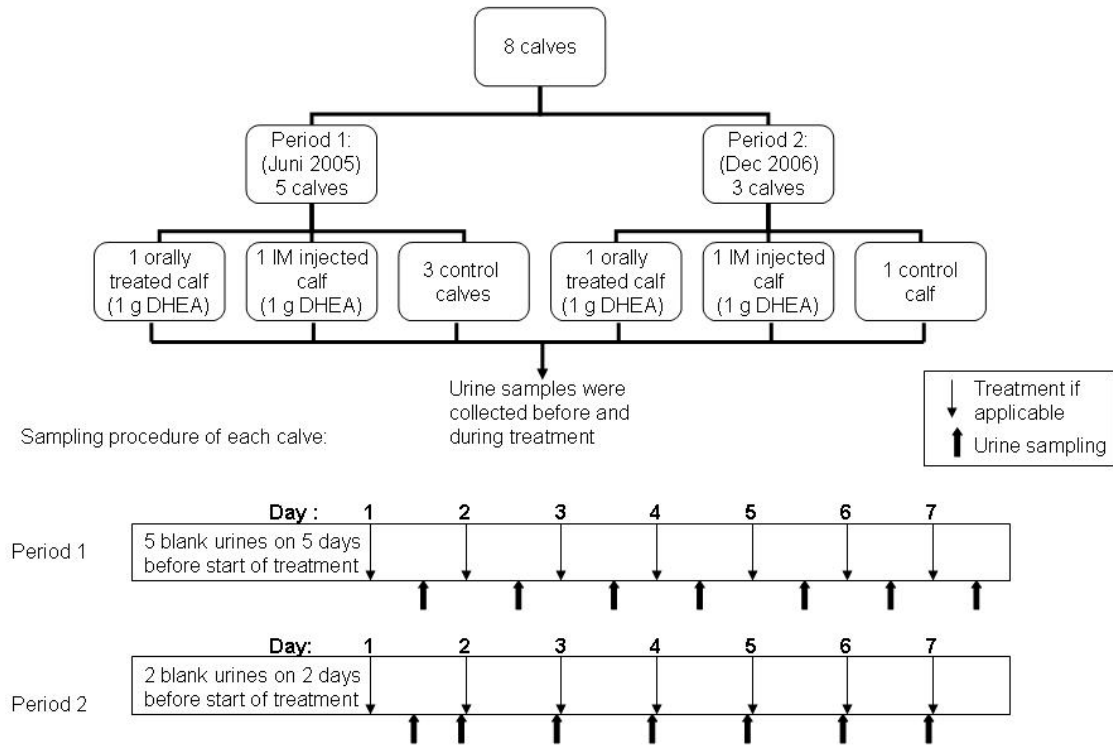 8 calves
Period 1:
(Juni 2005)
5 calves
Period 2:
(Dec 2006)
3 calves
1 orally
treated calf
(1 g DHEA)
1 IM injected
calf
(1 g DHEA)
3 control
calves
1 orally
treated calf
(1 g DHEA)
1 IM injected
calf
(1 g DHEA)
1 control
calf
Urine samples were
collected before and
during treatment
Treatment if
applicable
Urine sampling
Sampling procedure of each calve:
Day : 1 2 3 4 5 6 7
Period 1
5 blank urines on 5 days
before start of treatment
Day: 1 2 3 4 5 6 7
Period 2
2 blank urines on 2 days
before start of treatment